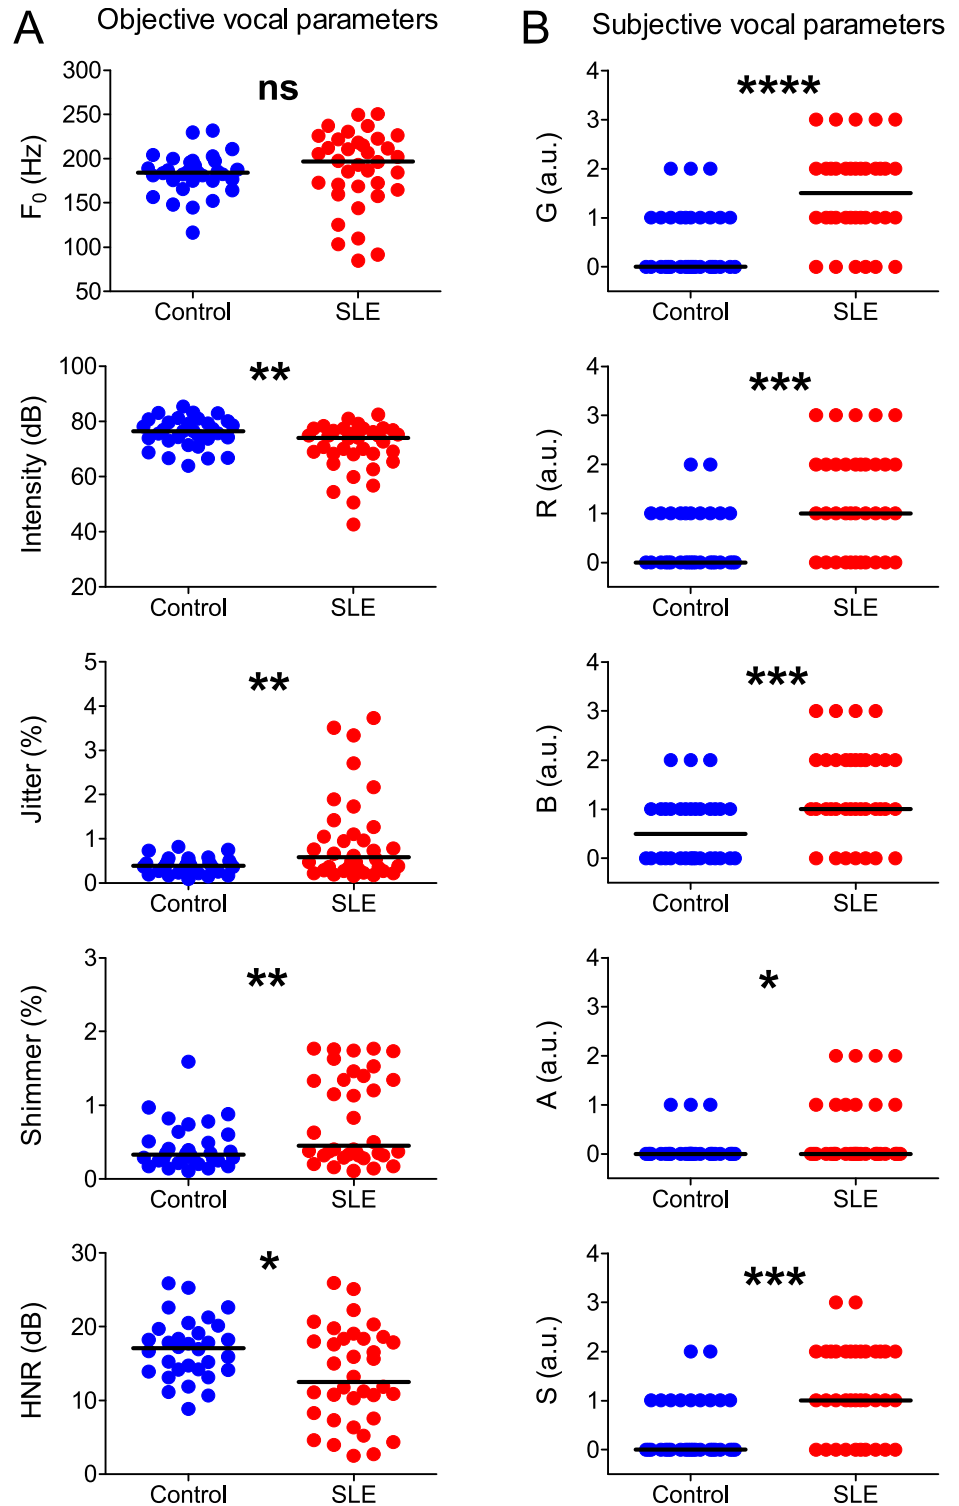 A Objective vocal parameters
300
250
200
150
100
50
F0 (Hz)
ns
Control SLE
100
80
60
40
20
Intensity (dB)
**
Control SLE
5
4
3
2
1
0
Jitter (%)
**
Control SLE
3
2
1
0
Shimmer (%)
**
Control SLE
30
20
10
0
HNR (dB)
*
Control SLE
B Subjective vocal parameters
4
3
2
1
0
G (a.u.)
****
Control SLE
4
3
2
1
0
R (a.u.)
***
Control SLE
4
3
2
1
0
B (a.u.)
***
Control SLE
4
3
2
1
0
A (a.u.)
*
Control SLE
4
3
2
1
0
S (a.u.)
***
Control SLE